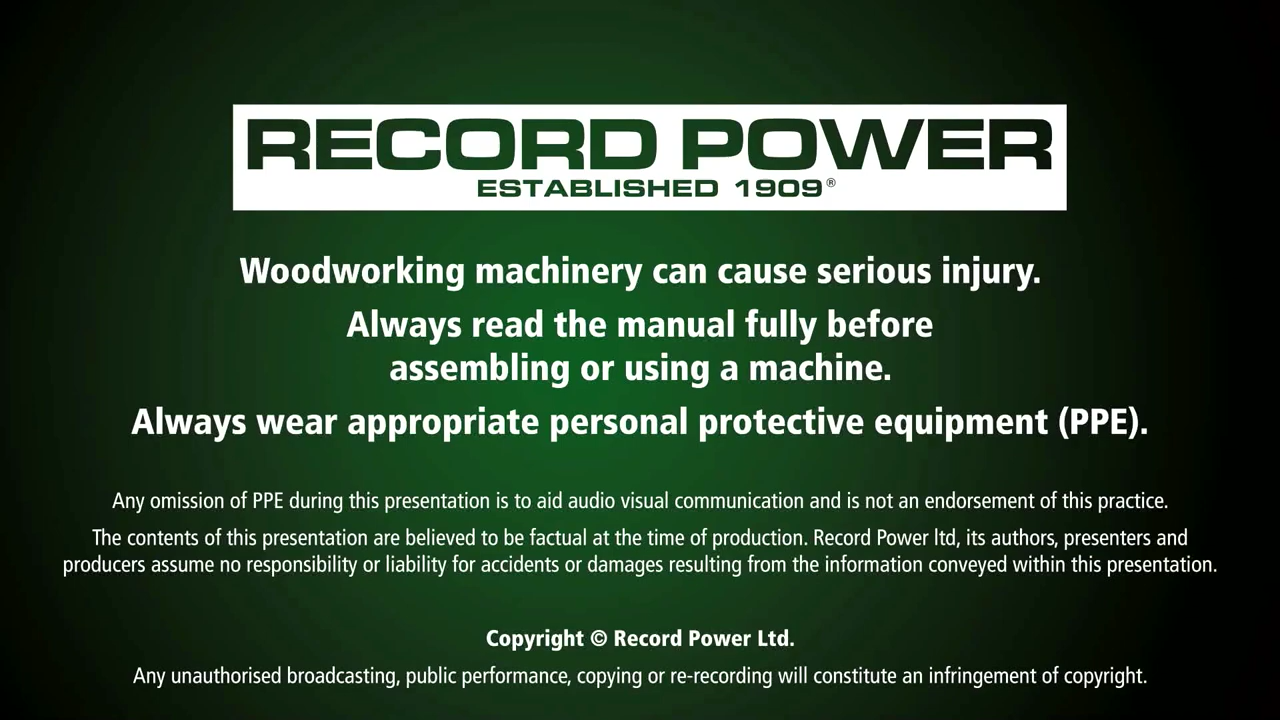 RECORD POWER
ESTABLISHED 1909®
Woodworking machinery can cause serious injury.
Always read the manual fully before
assembling or using a machine.
Always wear appropriate personal protective equipment (PPE).
Any omission of PPE during this presentation is to aid audio visual communication and is not an endorsement of this practice.
The contents of this presentation are believed to be factual at the time of production. Record Power ltd, its authors, presenters and
producers assume no responsibility or liability for accidents or damages resulting from the information conveyed within this presentation.
Copyright © Record Power Ltd.
Any unauthorised broadcasting, public performance, copying or re-recording will constitute an infringement of copyright.